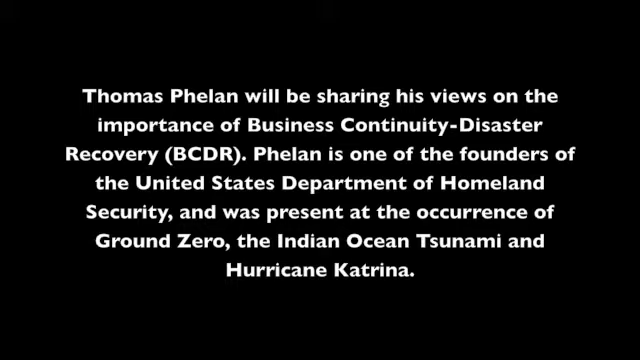 Thomas Phelan will be sharing his views on the
importance of Business Continuity-Disaster
Recovery (BCDR). Phelan is one of the founders of
the United States Department of Homeland
Security, and was present at the occurrence of
Ground Zero, the Indian Ocean Tsunami and
Hurricane Katrina.